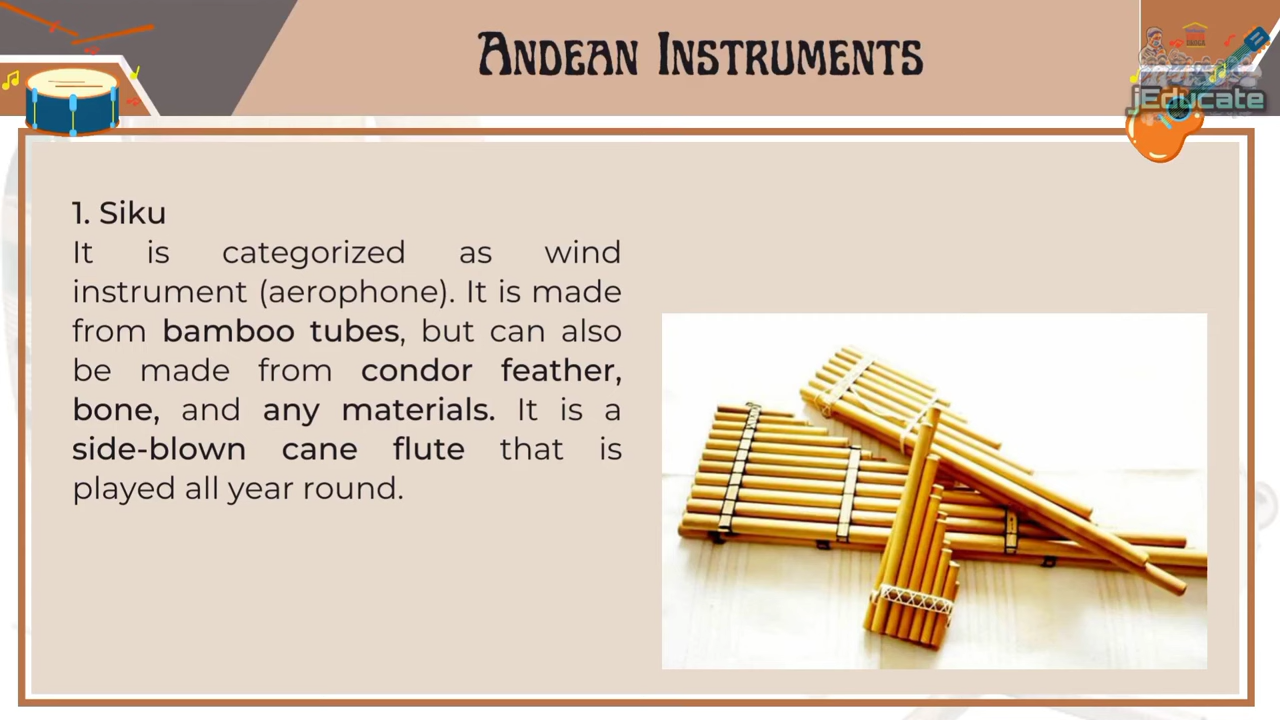 Andean Instruments
jEducate
1. Siku
It is categorized as wind
instrument (aerophone). It is made
from bamboo tubes, but can also
be made from condor feather,
bone, and any materials. It is a
side-blown cane flute that is
played all year round.